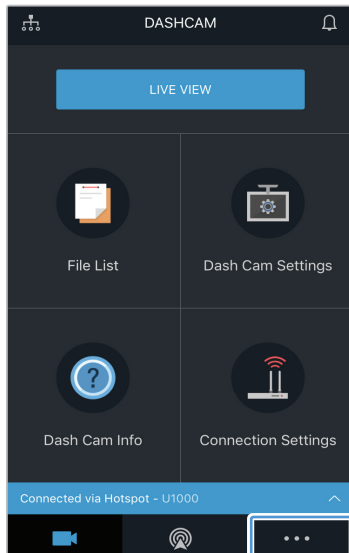 DASHCAM
LIVE VIEW
File List
Dash Cam Settings
Dash Cam Info
Connection Settings
Connected via Hotspot - U1000